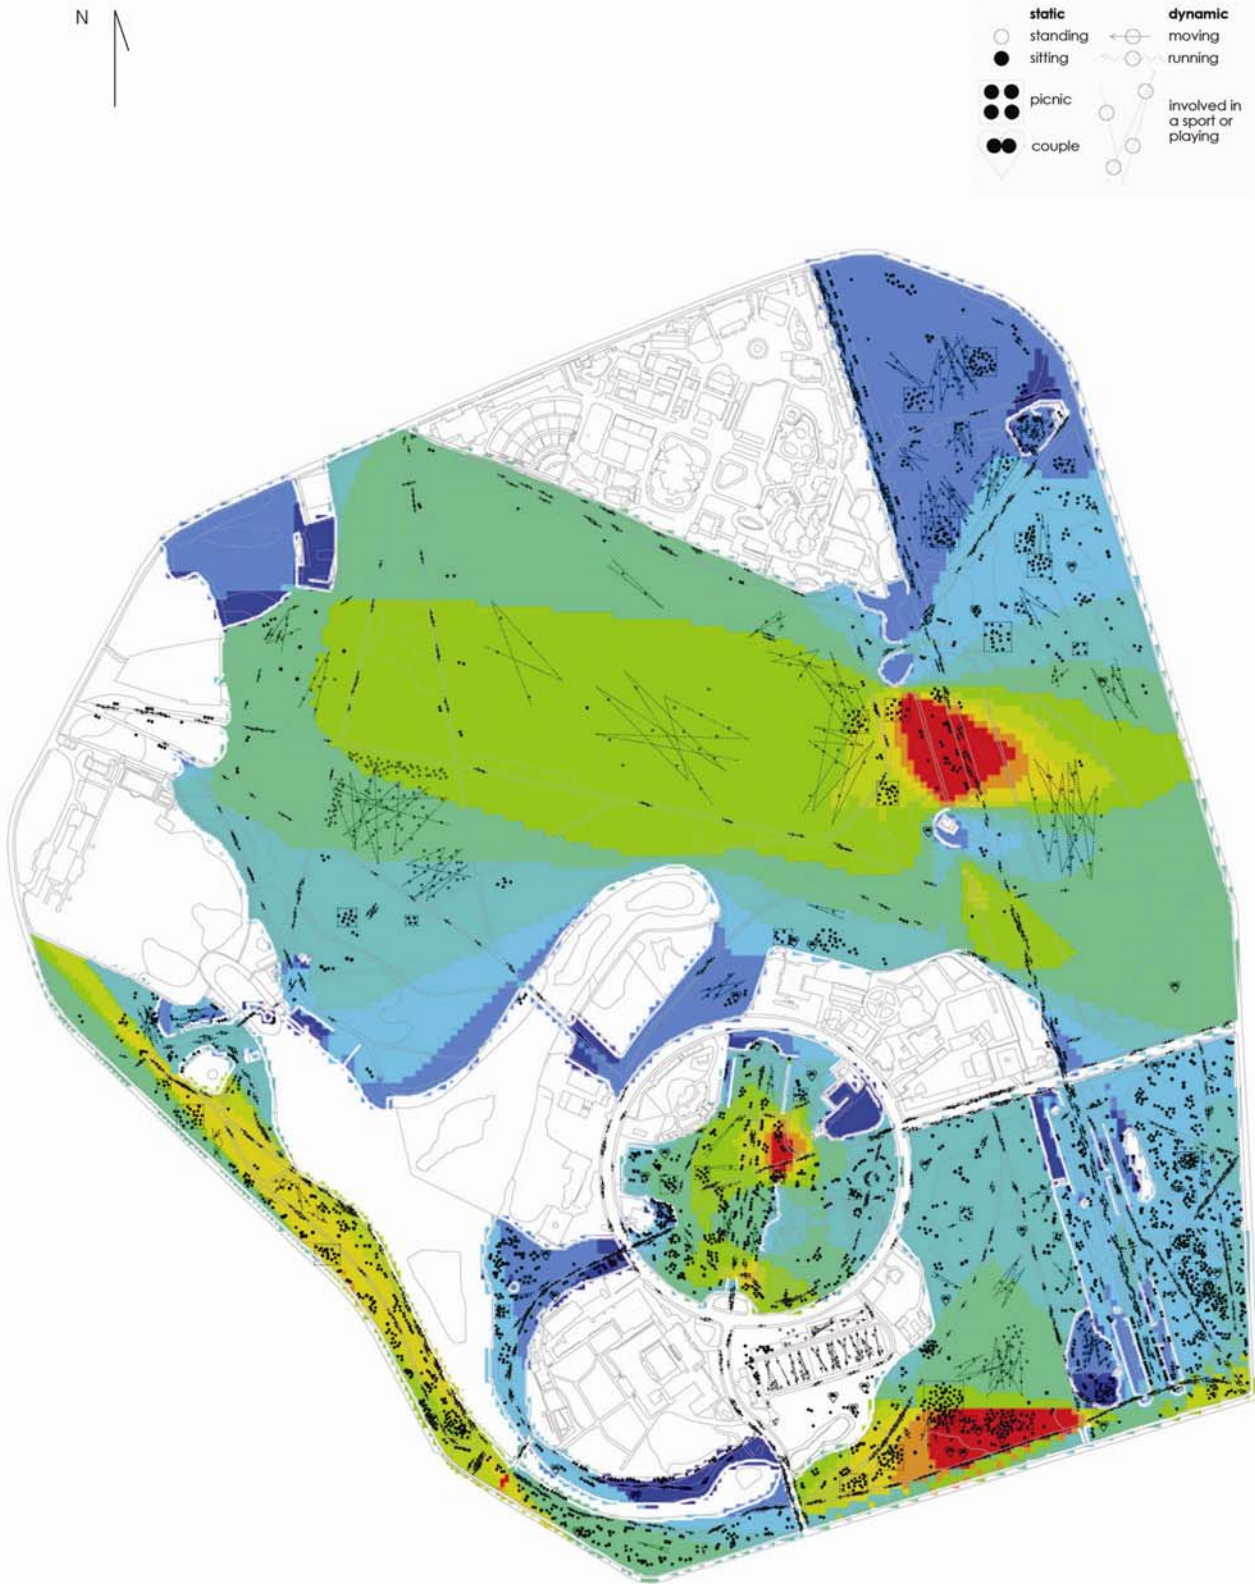 N
static
dynamic
standing
moving
sitting
running
picnic
involved in
a sport or
playing
couple